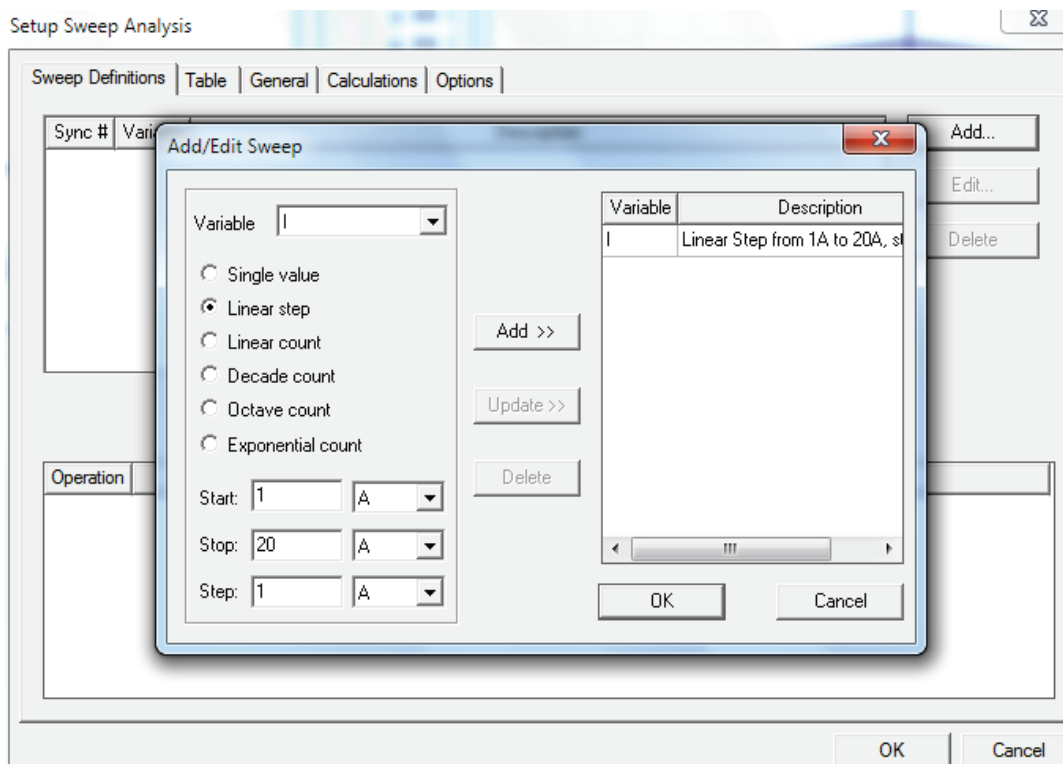 Setup Sweep Analysis
Sweep Definitions Table General Calculations Options
Sync # Vari
Add...
Edit...
Delete
Add/Edit Sweep
Variable I
Single value
Linear step
Linear count
Decade count
Octave count
Exponential count
Start: 1 A
Stop: 20 A
Step: 1 A
Add >>
Update >>
Delete
Variable Description
I Linear Step from 1A to 20A, st
OK Cancel
Operation
OK Cancel